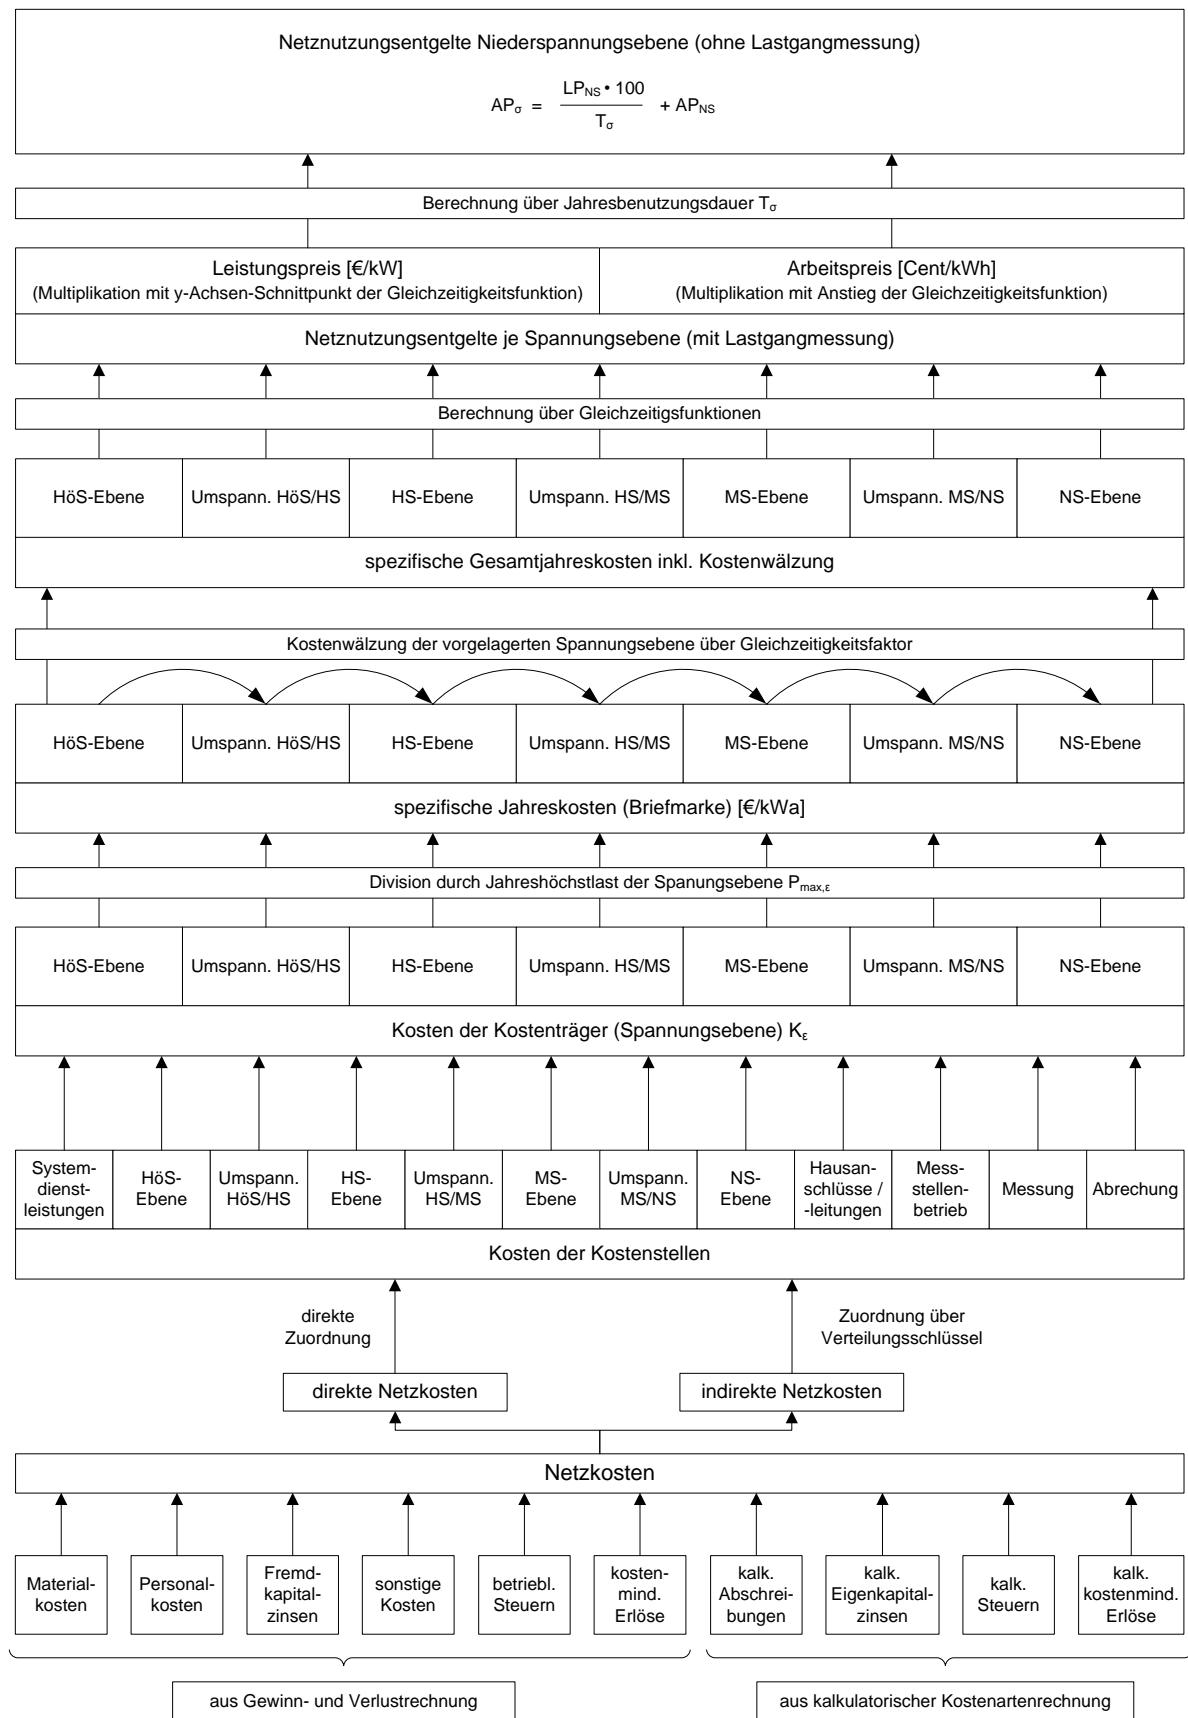 Netznutzungsentgelte Niederspannungsebene (ohne Lastgangmessung)
APσ = LPNS • 100 / Tσ + APNS
Berechnung über Jahresbenutzungsdauer Tσ
Leistungspreis [€/kW]
(Multiplikation mit y-Achsen-Schnittpunkt der Gleichzeitigkeitsfunktion)
Arbeitspreis [Cent/kWh]
(Multiplikation mit Anstieg der Gleichzeitigkeitsfunktion)
Netznutzungsentgelte je Spannungsebene (mit Lastgangmessung)
Berechnung über Gleichzeitigsfunktionen
HöS-Ebene
Umspann. HöS/HS
HS-Ebene
Umspann. HS/MS
MS-Ebene
Umspann. MS/NS
NS-Ebene
spezifische Gesamtjahreskosten inkl. Kostenwälzung
Kostenwälzung der vorgelagerten Spannungsebene über Gleichzeitigkeitsfaktor
HöS-Ebene
Umspann. HöS/HS
HS-Ebene
Umspann. HS/MS
MS-Ebene
Umspann. MS/NS
NS-Ebene
spezifische Jahreskosten (Briefmarke) [€/kWa]
Division durch Jahreshöchstlast der Spanungsebene Pmax,ε
HöS-Ebene
Umspann. HöS/HS
HS-Ebene
Umspann. HS/MS
MS-Ebene
Umspann. MS/NS
NS-Ebene
Kosten der Kostenträger (Spannungsebene) Kε
System-
dienst-
leistungen
HöS-
Ebene
Umspann.
HöS/HS
HS-
Ebene
Umspann.
HS/MS
MS-
Ebene
Umspann.
MS/NS
NS-
Ebene
Hausan-
schlüsse /
-leitungen
Mess-
stellen-
betrieb
Messung
Abrechung
Kosten der Kostenstellen
direkte
Zuordnung
Zuordnung über
Verteilungsschlüssel
direkte Netzkosten
indirekte Netzkosten
Netzkosten
Material-
kosten
Personal-
kosten
Fremd-
kapital-
zinsen
sonstige
Kosten
betriebl.
Steuern
kosten-
mind.
Erlöse
kalk.
Abschrei-
bungen
kalk.
Eigenkapital-
zinsen
kalk.
Steuern
kalk.
kostenmind.
Erlöse
aus Gewinn- und Verlustrechnung
aus kalkulatorischer Kostenartenrechnung